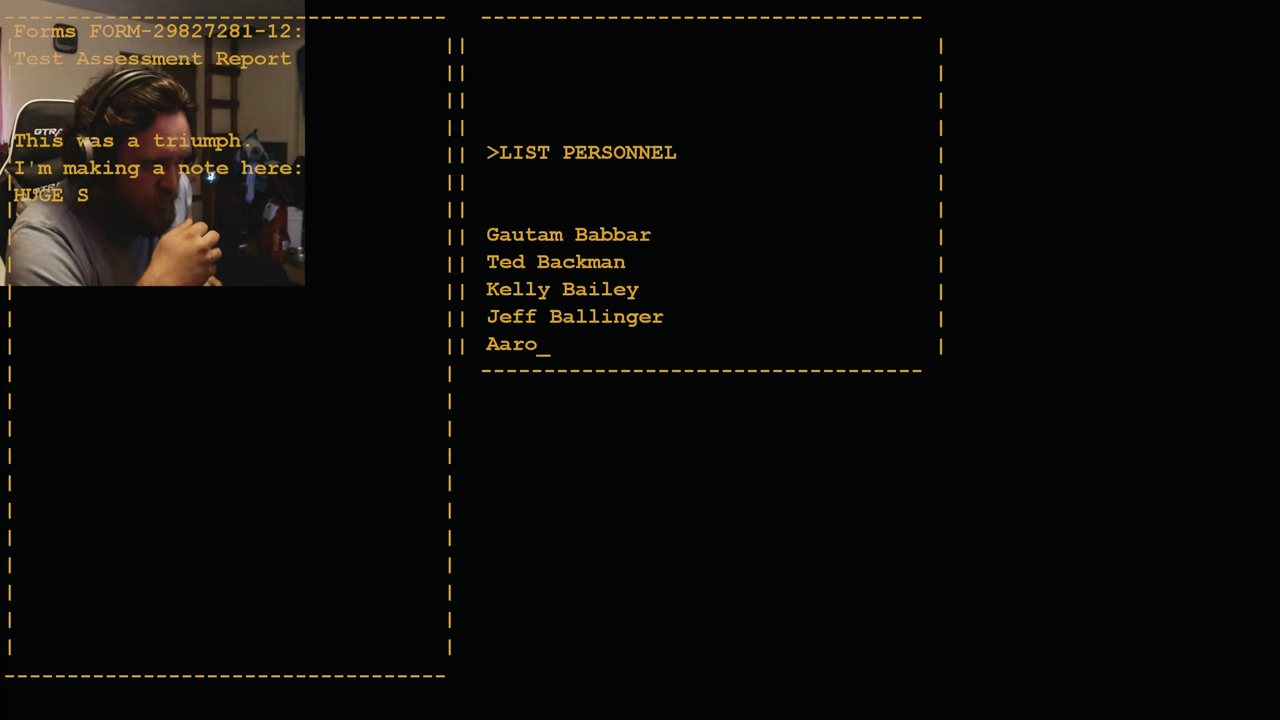 Forms FORM-29827281-12:
Test Assessment Report
This was a triumph.
I'm making a note here:
HUGE S
>LIST PERSONNEL
Gautam Babbar
Ted Backman
Kelly Bailey
Jeff Ballinger
Aaro_
GTR